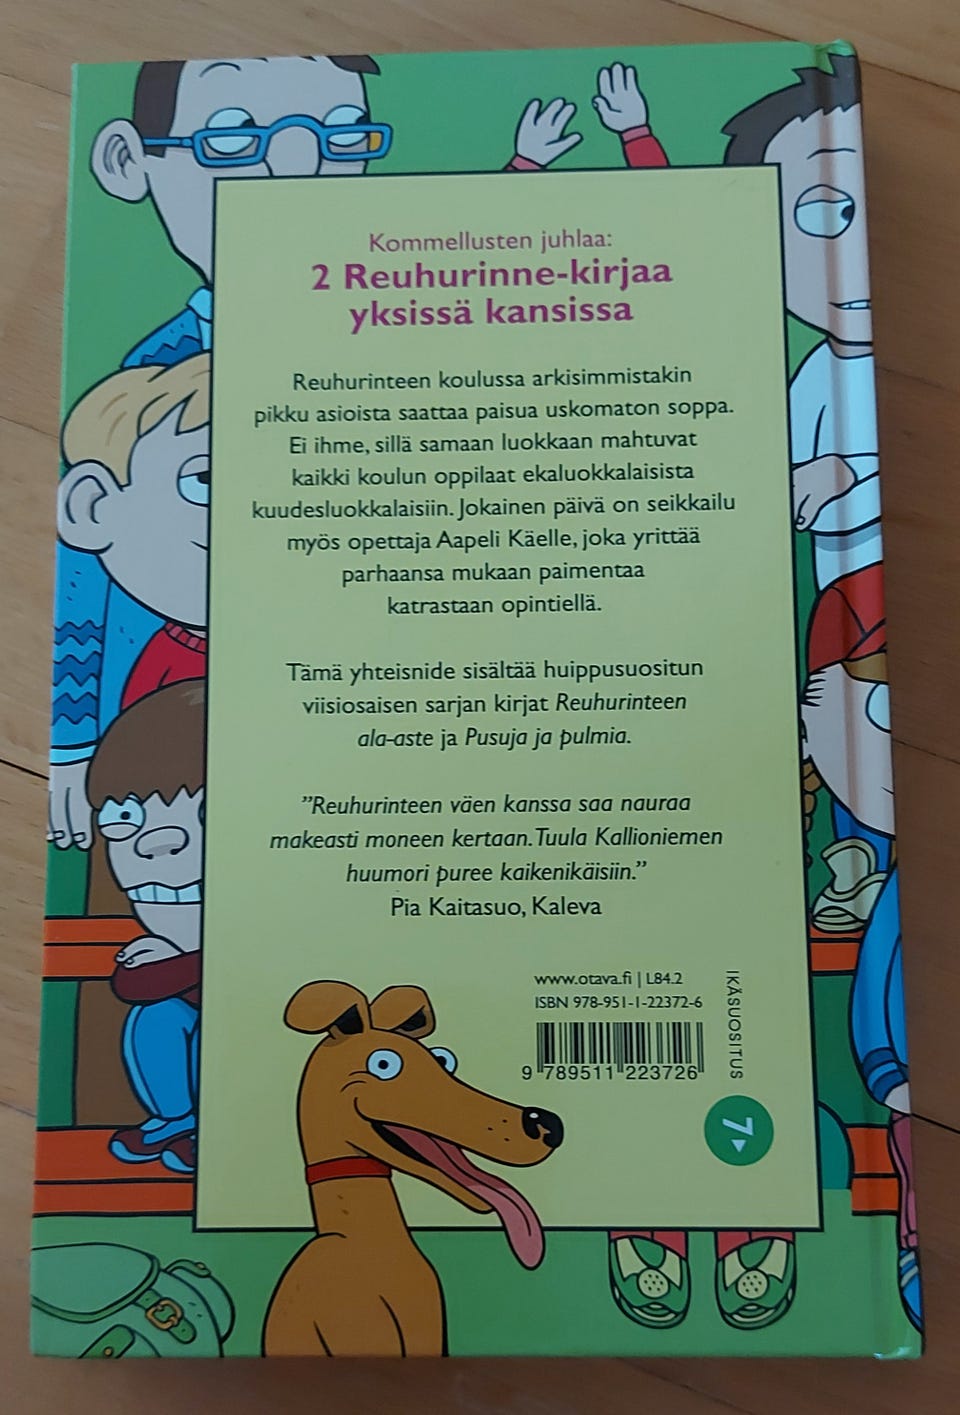 Kommellusten juhlaa:
2 Reuhurinne-kirjaa
yksissä kansissa
Reuhurinteen koulussa arkisimmistakin
pikku asioista saattaa paisua uskomaton soppa.
Ei ihme, sillä samaan luokkaan mahtuvat
kaikki koulun oppilaat ekaluokkalaisista
kuudesluokkalaisiin. Jokainen päivä on seikkailu
myös opettaja Aapeli Käelle, joka yrittää
parhaansa mukaan paimentaa
katrastaan opintiellä.
Tämä yhteisnide sisältää huippusuositun
viisiosaisen sarjan kirjat Reuhurinteen
ala-aste ja Pusuja ja pulmia.
”Reuhurinteen väen kanssa saa nauraa
makeasti moneen kertaan. Tuula Kallioniemen
huumori puree kaikenikäisiin.”
Pia Kaitasuo, Kaleva
www.otava.fi | L84.2
ISBN 978-951-1-22372-6
9 789511 223726
IKÄSUOSITUS
7